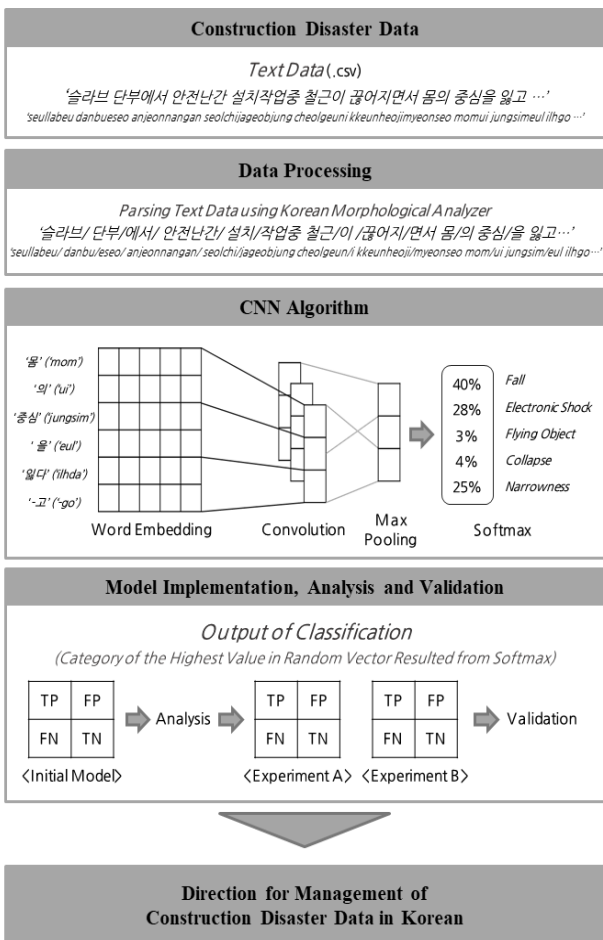 Construction Disaster Data
Text Data (.csv)
‘슬라브 단부에서 안전난간 설치작업중 철근이 끊어지면서 몸의 중심을 잃고 …’
‘seullabeu danbueseo anjeonnangan seolchijageobjung cheolgeuni kkeunheojimyeonseo momui jungsimeul ilhgo …’
Data Processing
Parsing Text Data using Korean Morphological Analyzer
‘슬라브/ 단부/에서/ 안전난간/ 설치/작업중 철근/이 /끊어지/면서 몸/의 중심/을 잃고…’
‘seullabeu/ danbu/eseo/ anjeonnangan/ seolchi/jageobjung cheolgeun/i kkeunheoji/myeonseo mom/ui jungsim/eul ilhgo…’
CNN Algorithm
‘몸’ (‘mom’)
‘의’ (‘ui’)
‘중심’ (‘jungsim’)
‘ 을’ (‘eul’)
‘잃다’ (‘ilhda’)
‘-고’ (‘-go’)
Word Embedding
Convolution
Max
Pooling
40% Fall
28% Electronic Shock
3% Flying Object
4% Collapse
25% Narrowness
Softmax
Model Implementation, Analysis and Validation
Output of Classification
(Category of the Highest Value in Random Vector Resulted from Softmax)
TP FP
FN TN
<Initial Model>
Analysis
TP FP
FN TN
<Experiment A>
TP FP
FN TN
<Experiment B>
Validation
Direction for Management of
Construction Disaster Data in Korean